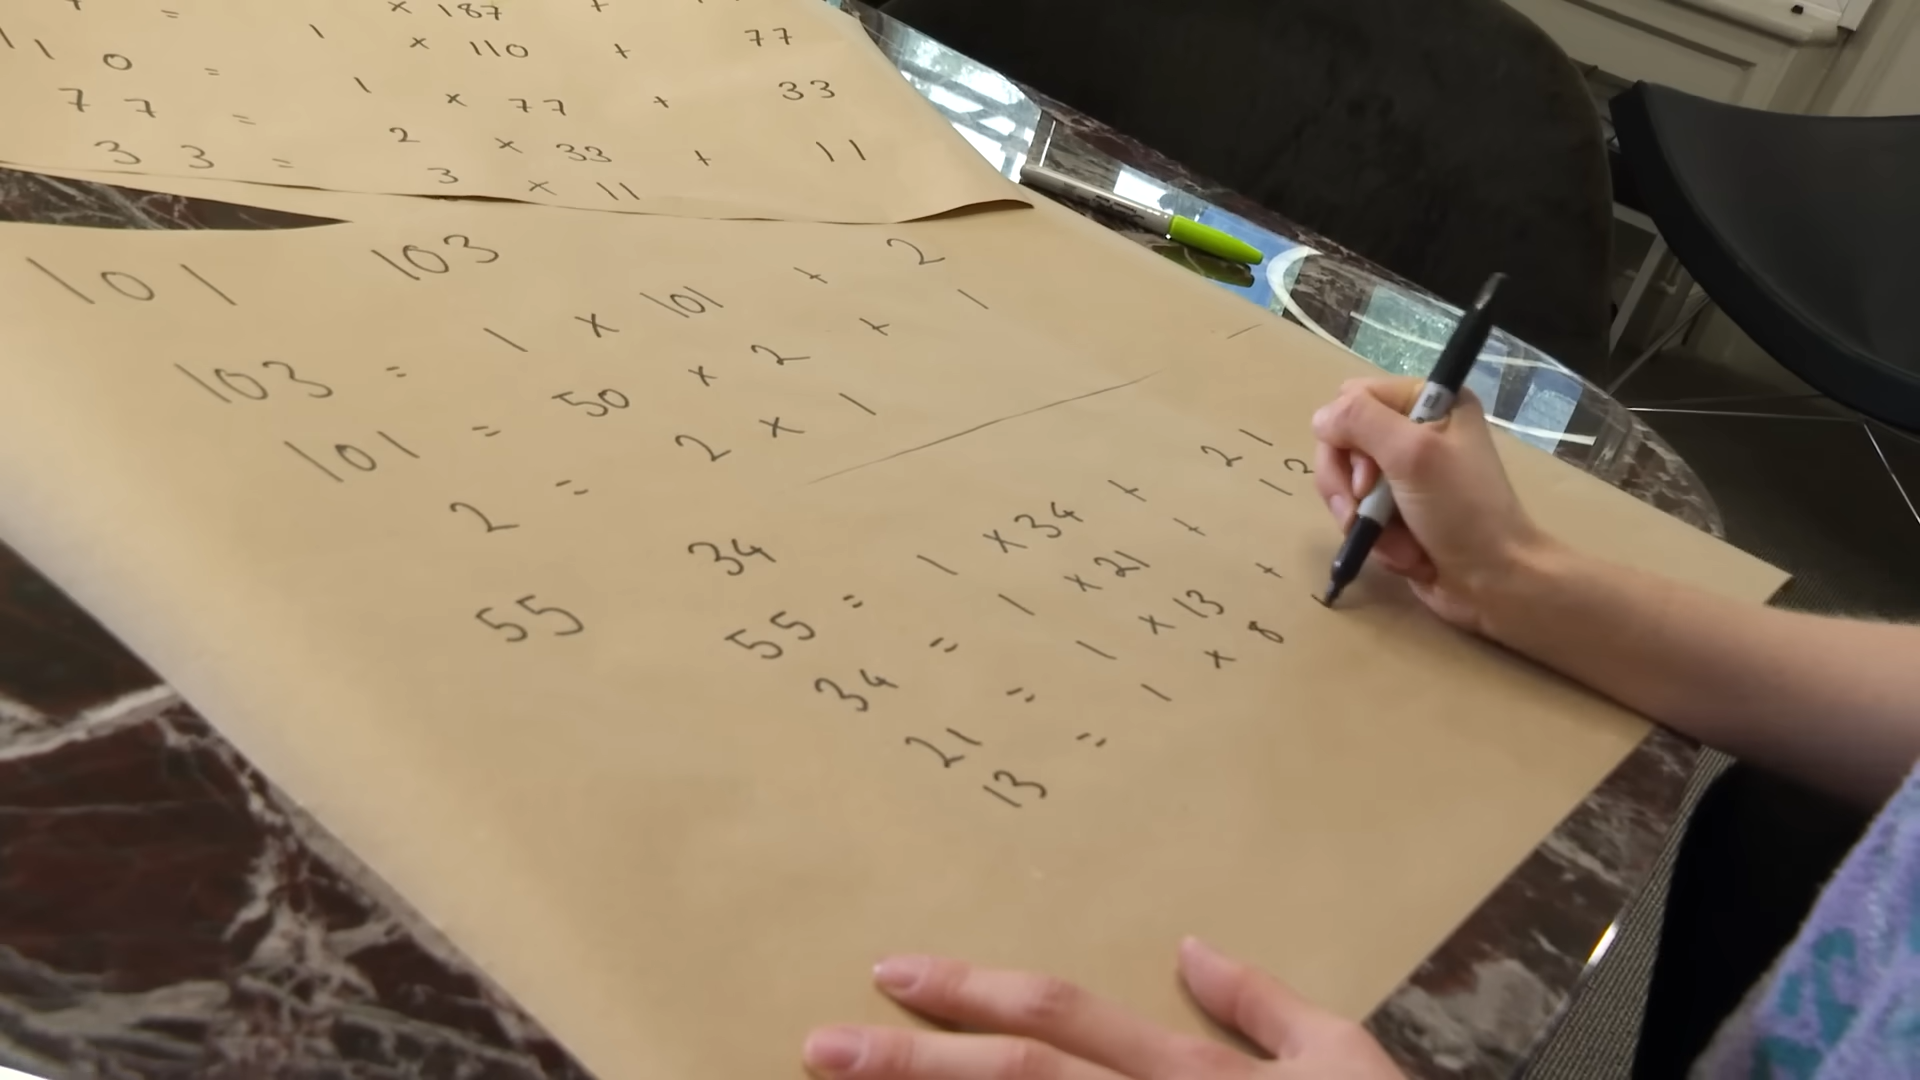 = × 187 +
110 = 1 × 110 + 77
77 = 1 × 77 + 33
33 = 2 × 33 + 11
3 × 11
101 103
103 = 1 × 101 + 2
101 = 50 × 2 + 1
2 = 2 × 1
55 34
55 = 1 × 34 + 21
34 = 1 × 21 + 13
21 = 1 × 13 +
13 = 1 × 8